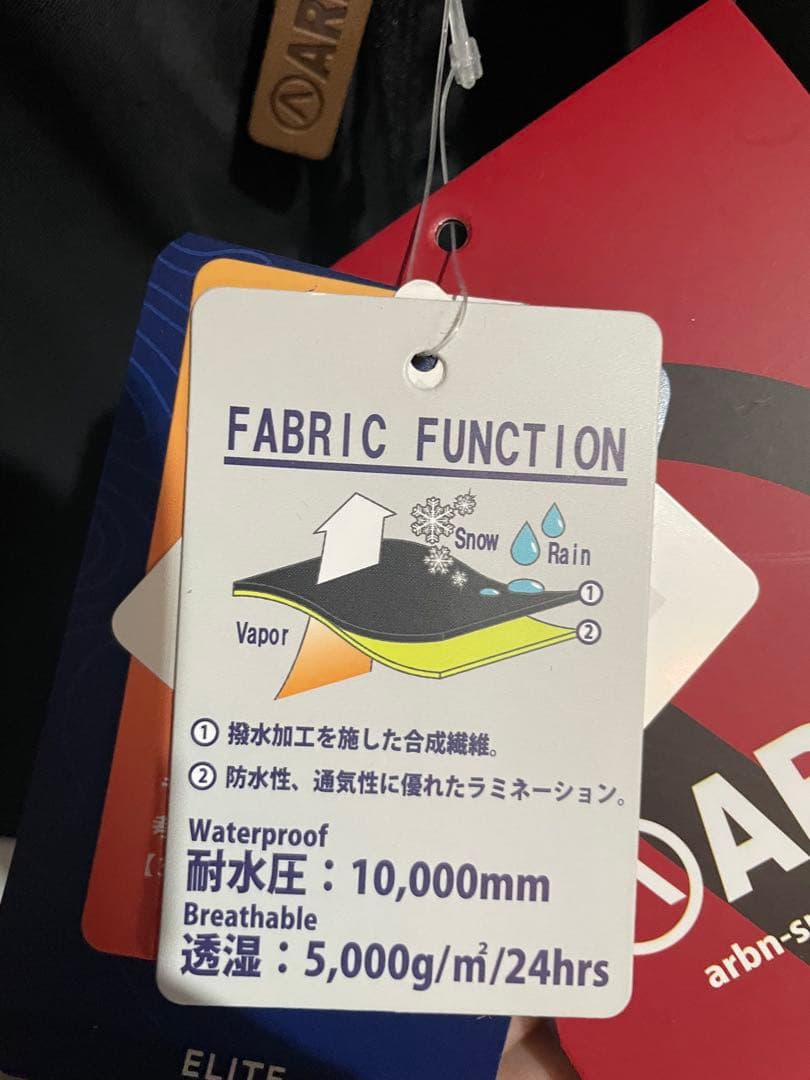 AR
FABRIC FUNCTION
Snow
Rain
①
Vapor
②
① 撥水加工を施した合成繊維。
② 防水性、通気性に優れたラミネーション。
Waterproof
耐水圧：10,000mm
Breathable
透湿：5,000g/㎡/24hrs
AR
arbn-s
ELITE